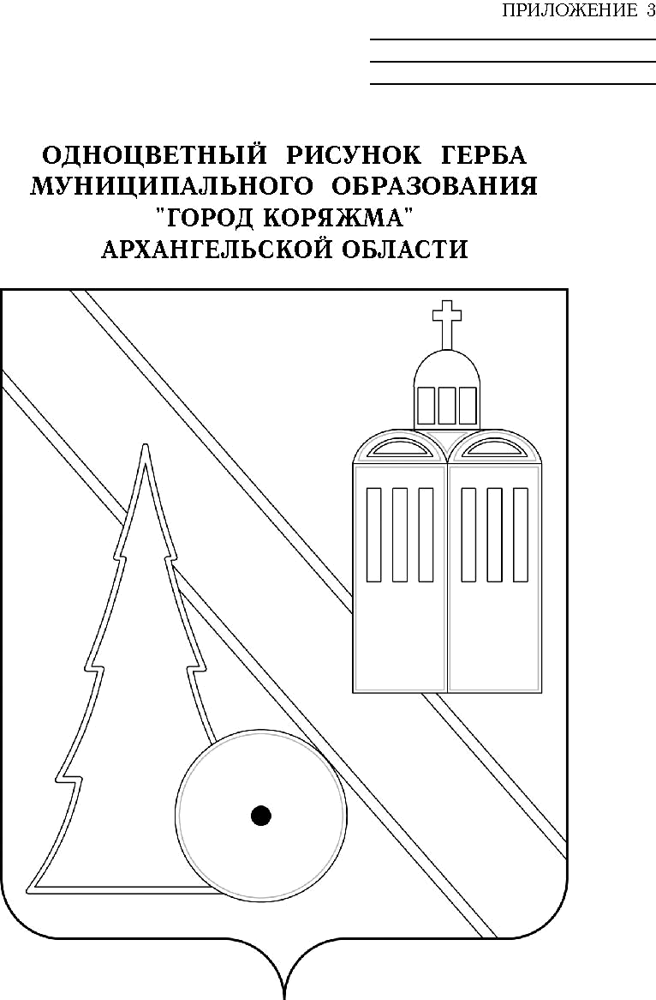 ПРИЛОЖЕНИЕ 3
ОДНОЦВЕТНЫЙ РИСУНОК ГЕРБА
МУНИЦИПАЛЬНОГО ОБРАЗОВАНИЯ
"ГОРОД КОРЯЖМА"
АРХАНГЕЛЬСКОЙ ОБЛАСТИ